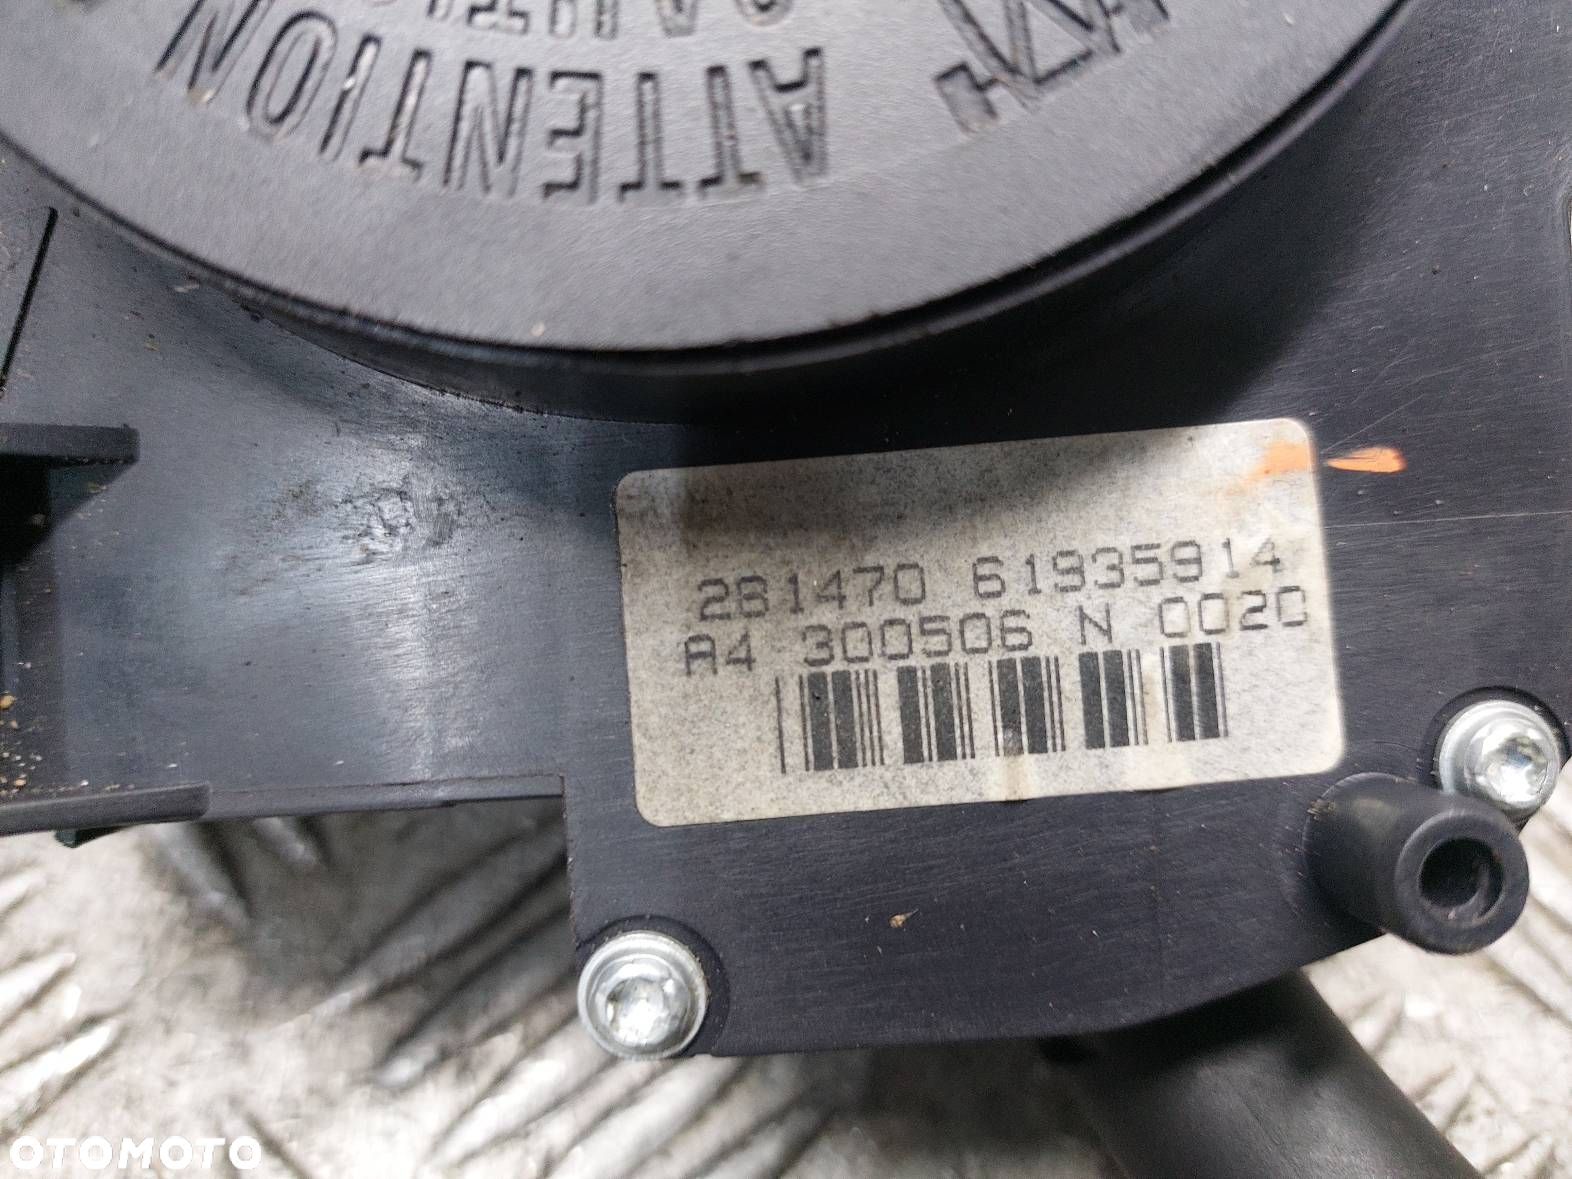 ATTENTION
281470 61935914
A4 300506 N 0020
OTOMOTO